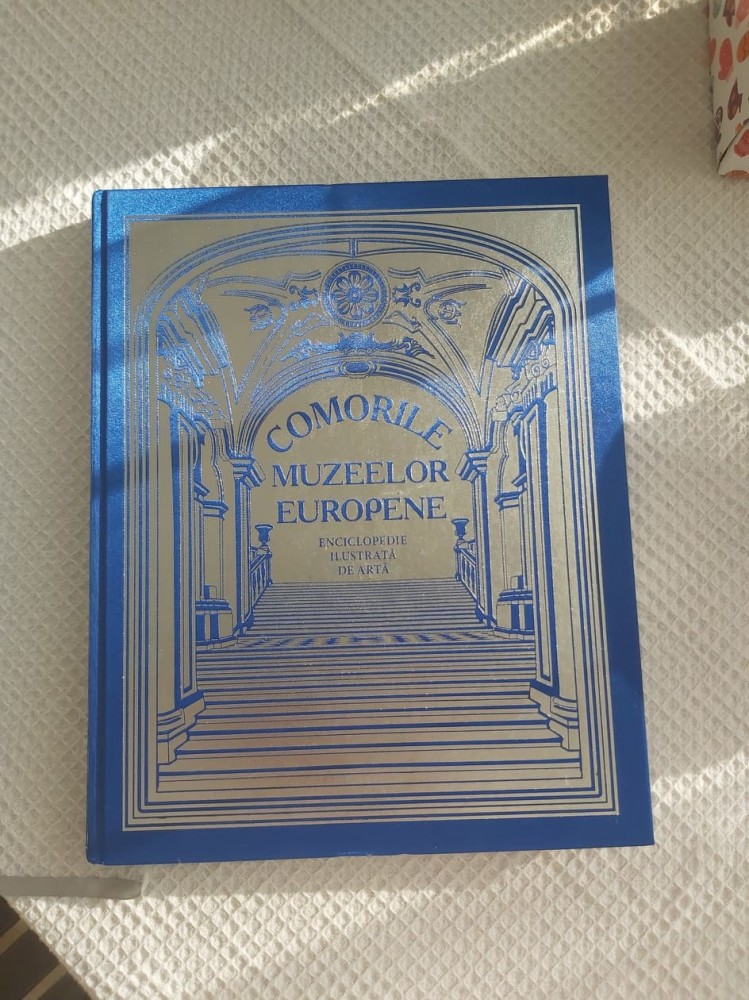 COMORILE
MUZEELOR
EUROPENE
ENCICLOPEDIE
ILUSTRATĂ
DE ARTĂ